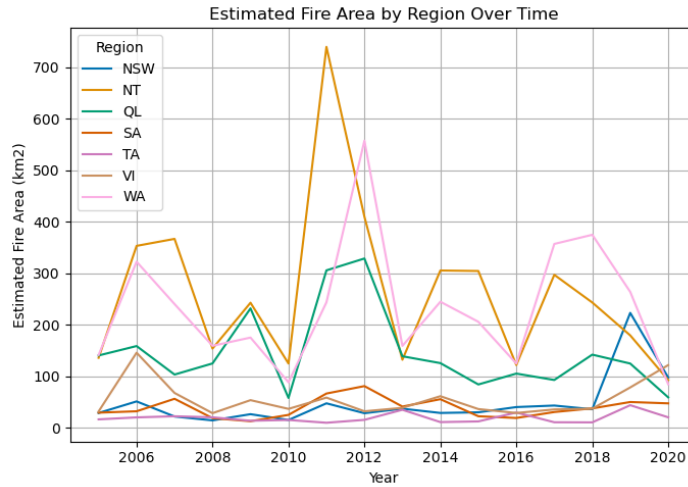 Estimated Fire Area by Region Over Time
Region
NSW
NT
QL
SA
TA
VI
WA
Estimated Fire Area (km2)
700
600
500
400
300
200
100
0
2006 2008 2010 2012 2014 2016 2018 2020
Year